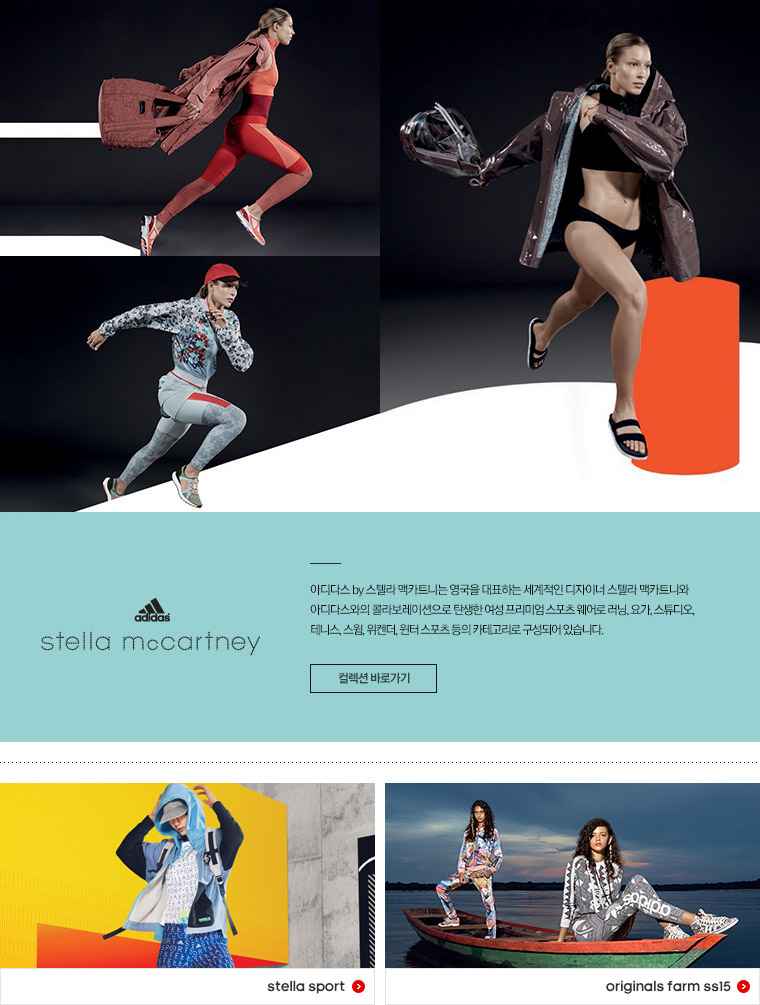 adidas
stella mccartney
아디다스 by 스텔라 맥카트니는 영국을 대표하는 세계적인 디자이너 스텔라 맥카트니와
아디다스와의 콜라보레이션으로 탄생한 여성 프리미엄 스포츠 웨어로 러닝, 요가, 스튜디오,
테니스, 스윔, 위켄더, 윈터 스포츠 등의 카테고리로 구성되어 있습니다.
컬렉션 바로가기
adidas
stella sport
originals farm ss15